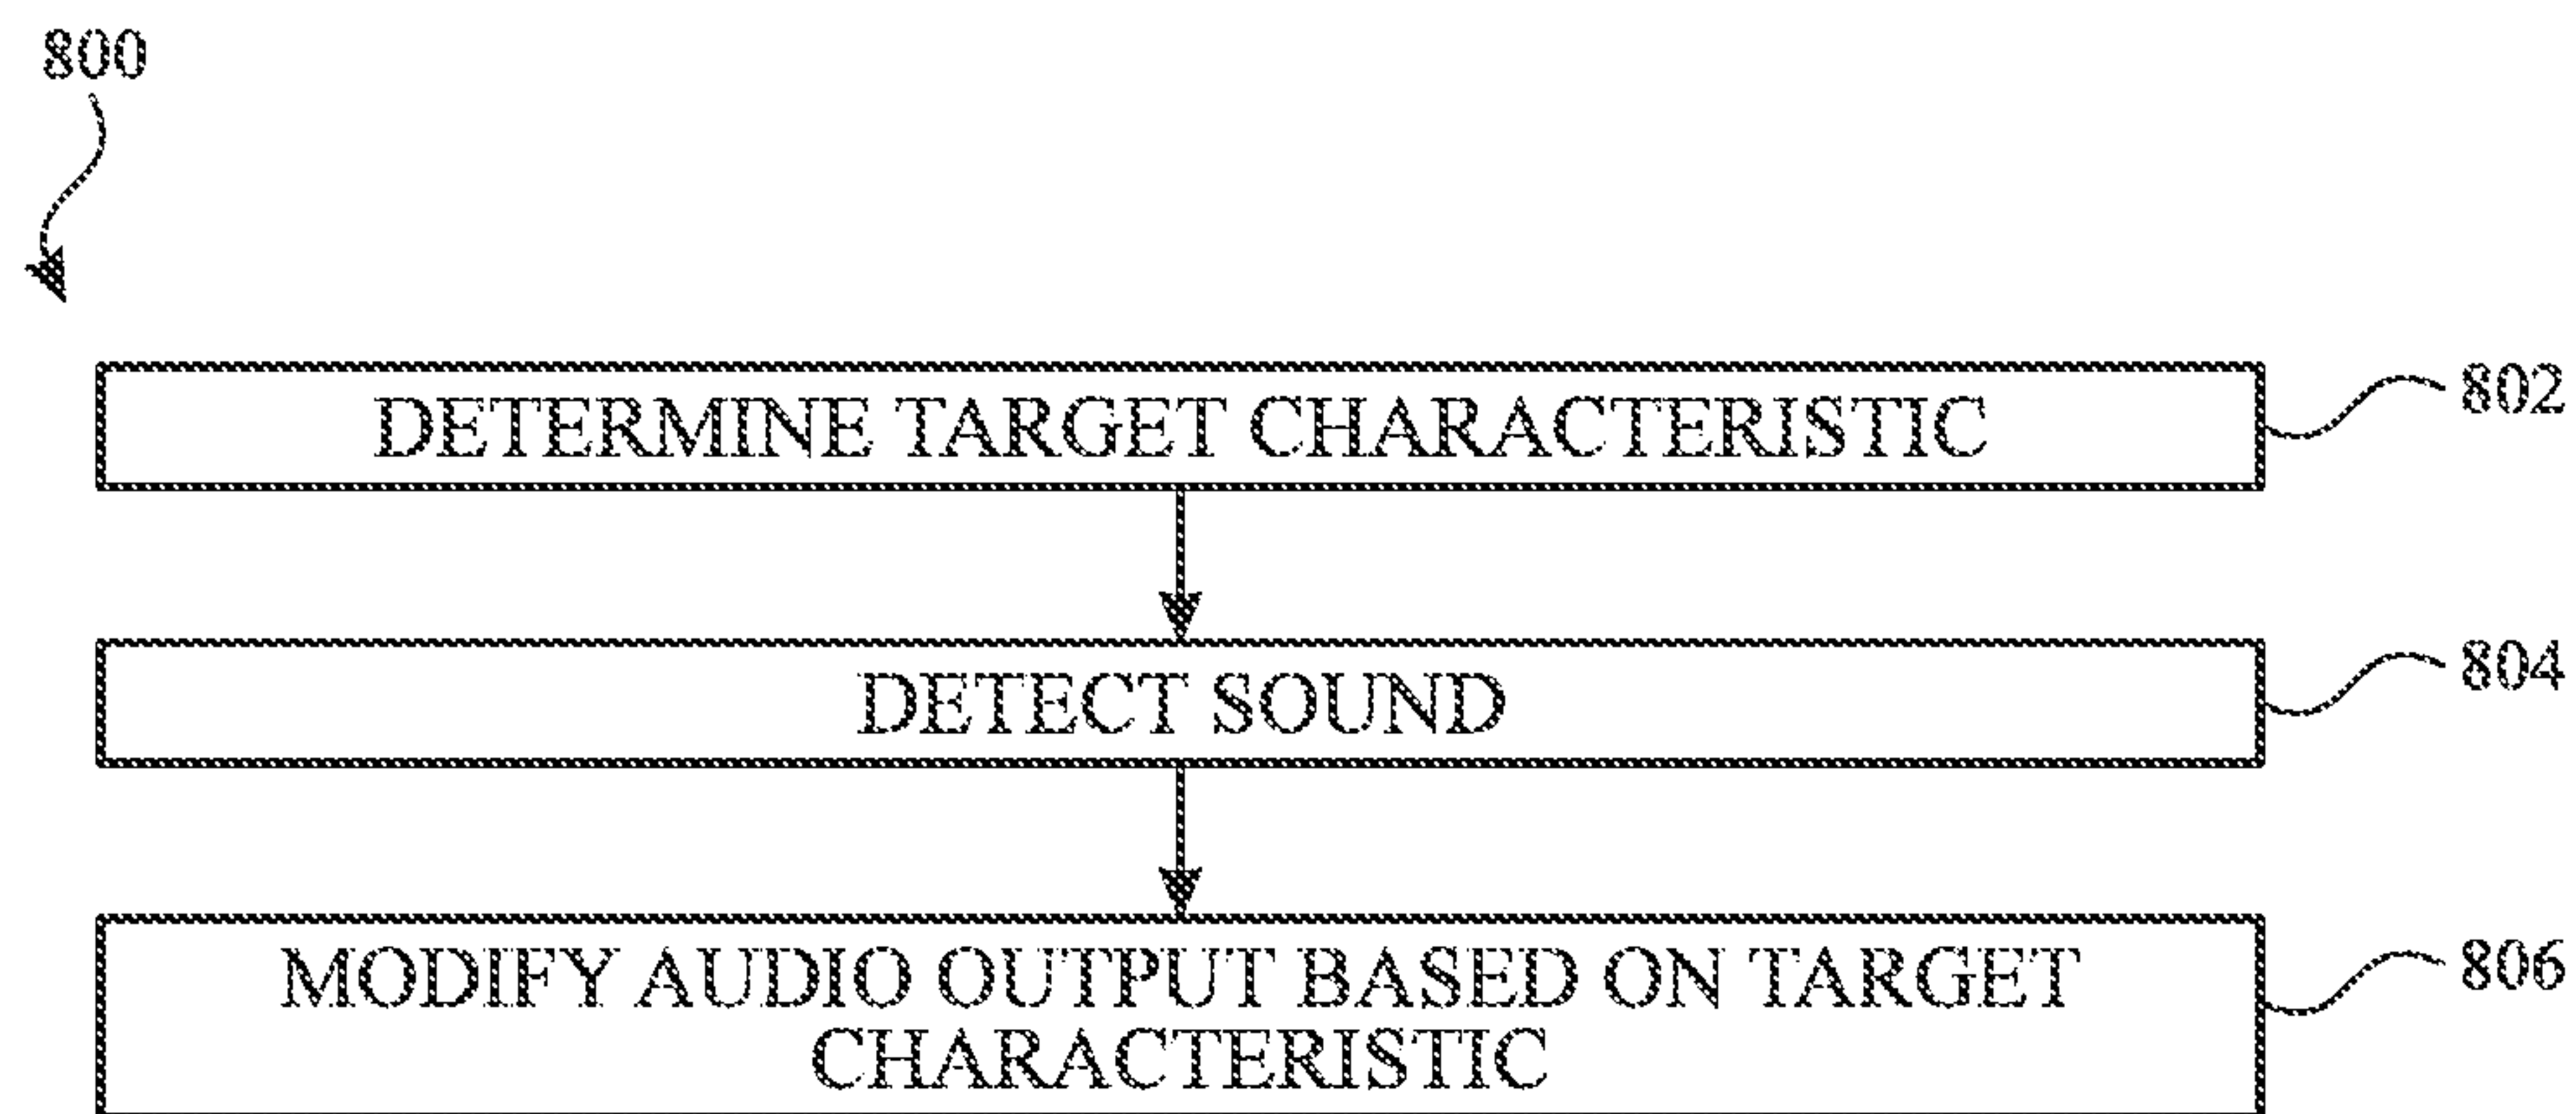 800
DETERMINE TARGET CHARACTERISTIC
802
DETECT SOUND
804
MODIFY AUDIO OUTPUT BASED ON TARGET
CHARACTERISTIC
806